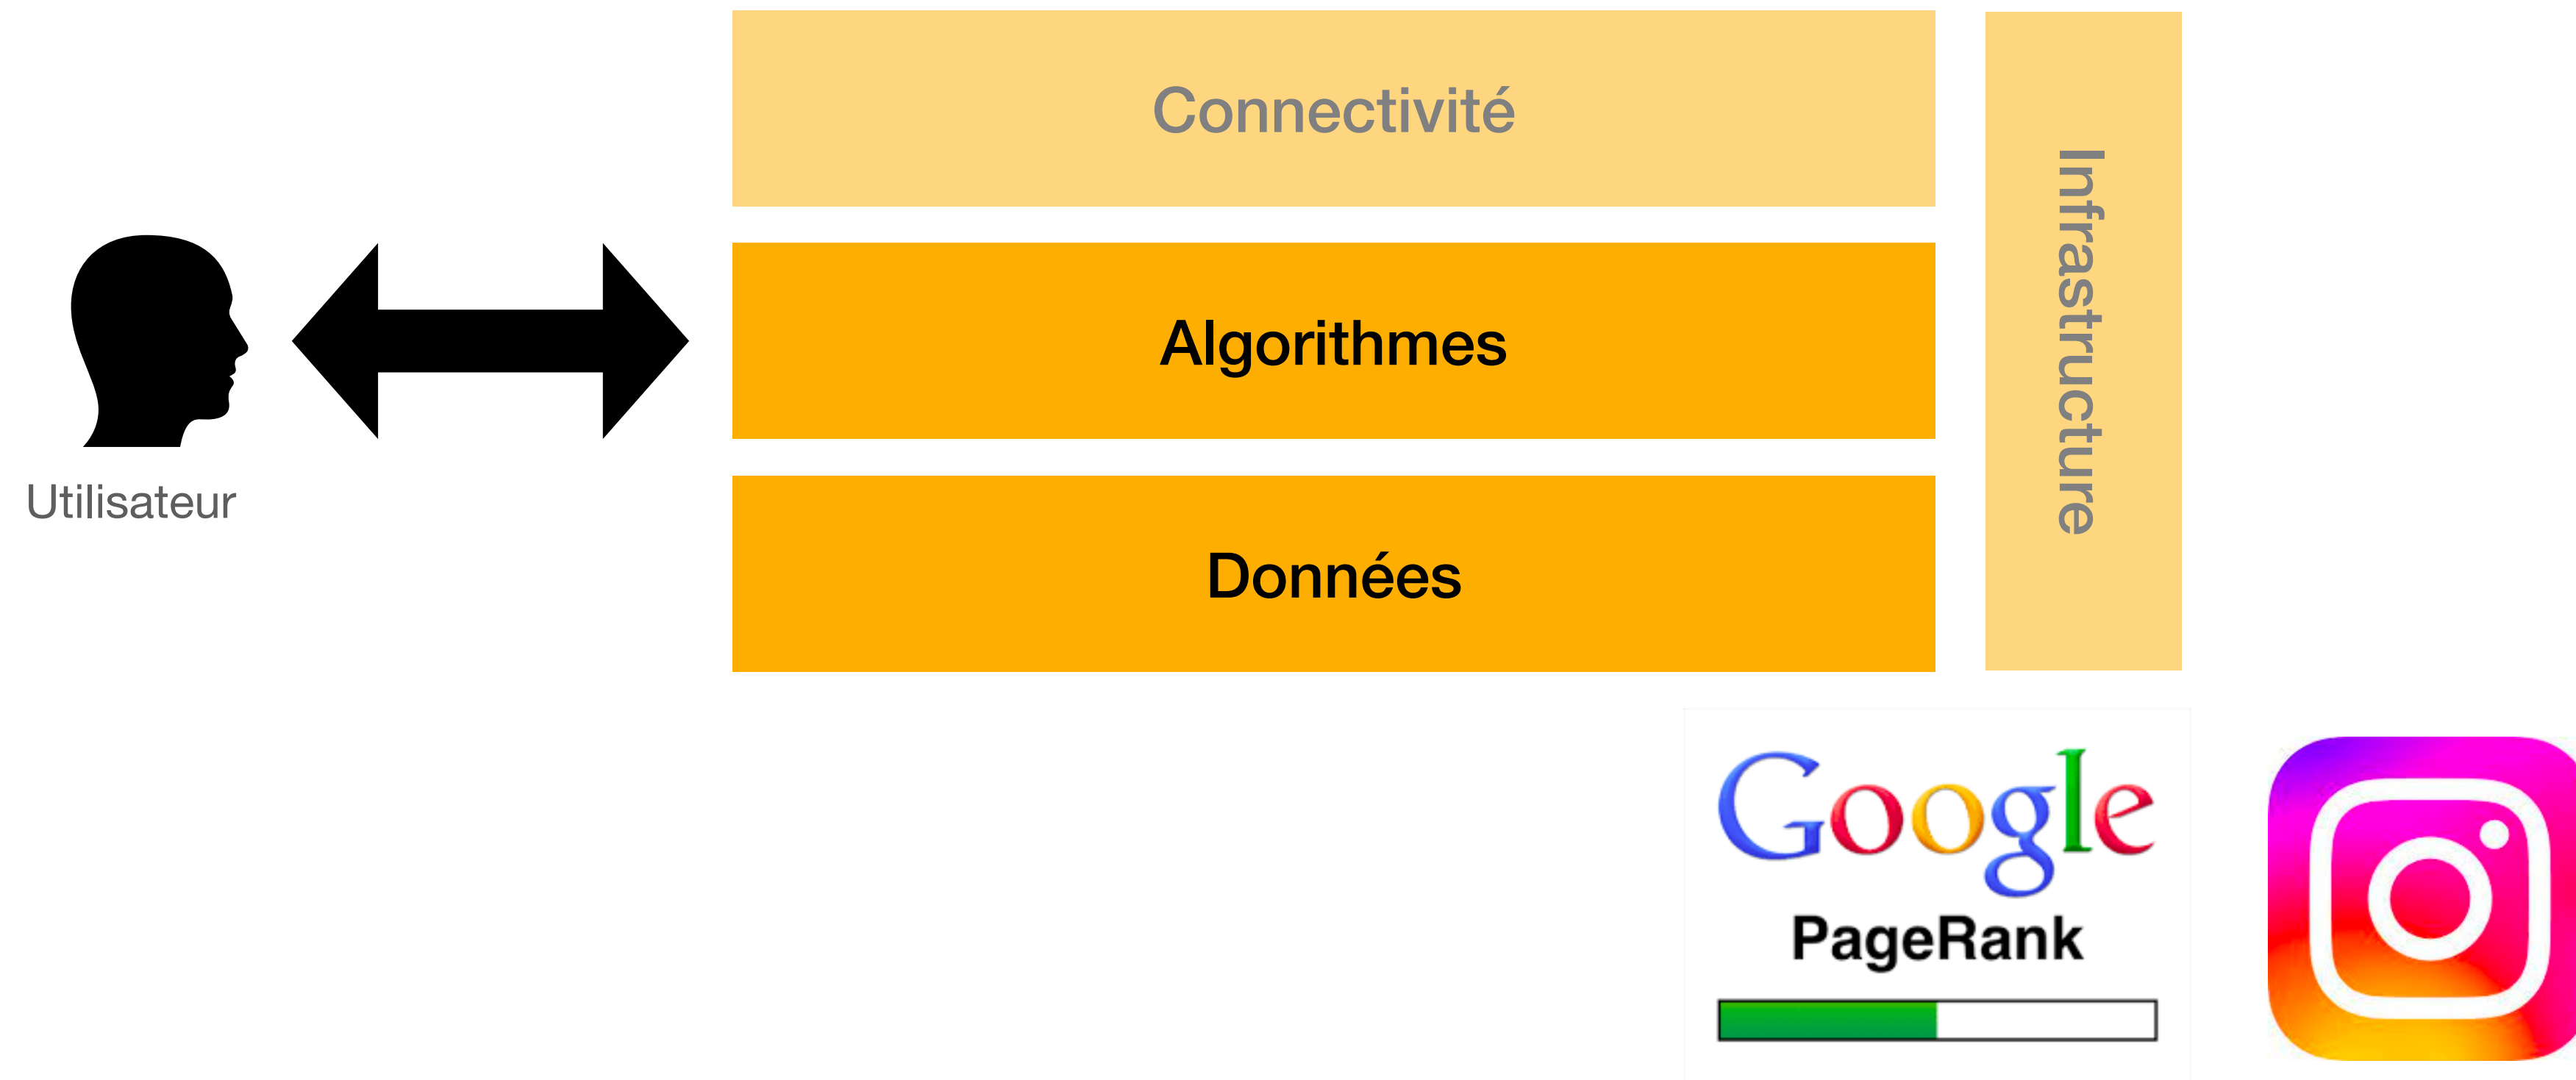 Connectivité
Infrastructure
Algorithmes
Utilisateur
Données
Google
PageRank